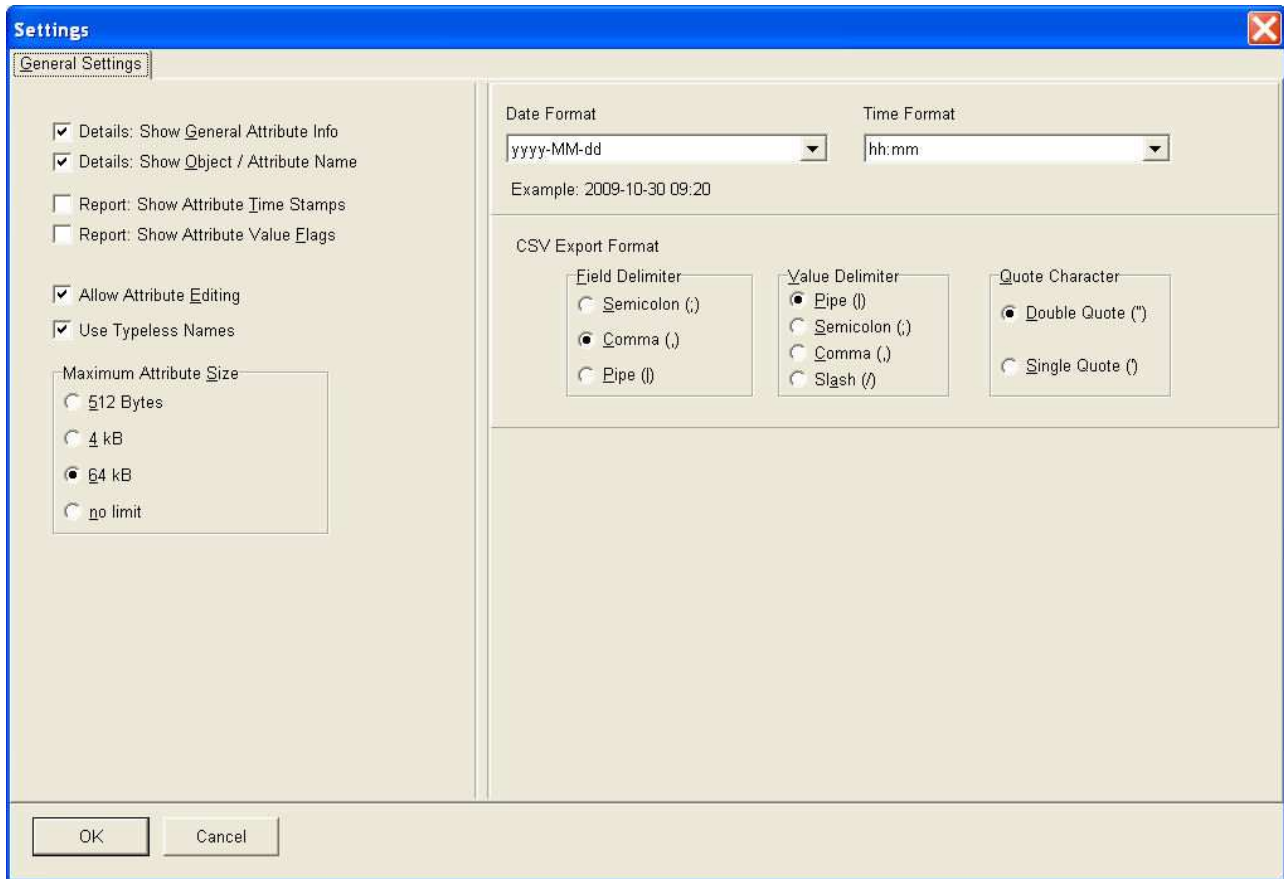 Settings
General Settings
Details: Show General Attribute Info
Details: Show Object / Attribute Name
Report: Show Attribute Time Stamps
Report: Show Attribute Value Flags
Allow Attribute Editing
Use Typeless Names
Maximum Attribute Size
512 Bytes
4 kB
64 kB
no limit
Date Format
Time Format
yyyy-MM-dd
hh:mm
Example: 2009-10-30 09:20
CSV Export Format
Field Delimiter
Semicolon (;)
Comma (,)
Pipe (|)
Value Delimiter
Pipe (|)
Semicolon (;)
Comma (,)
Slash (/)
Quote Character
Double Quote (")
Single Quote (')
OK
Cancel